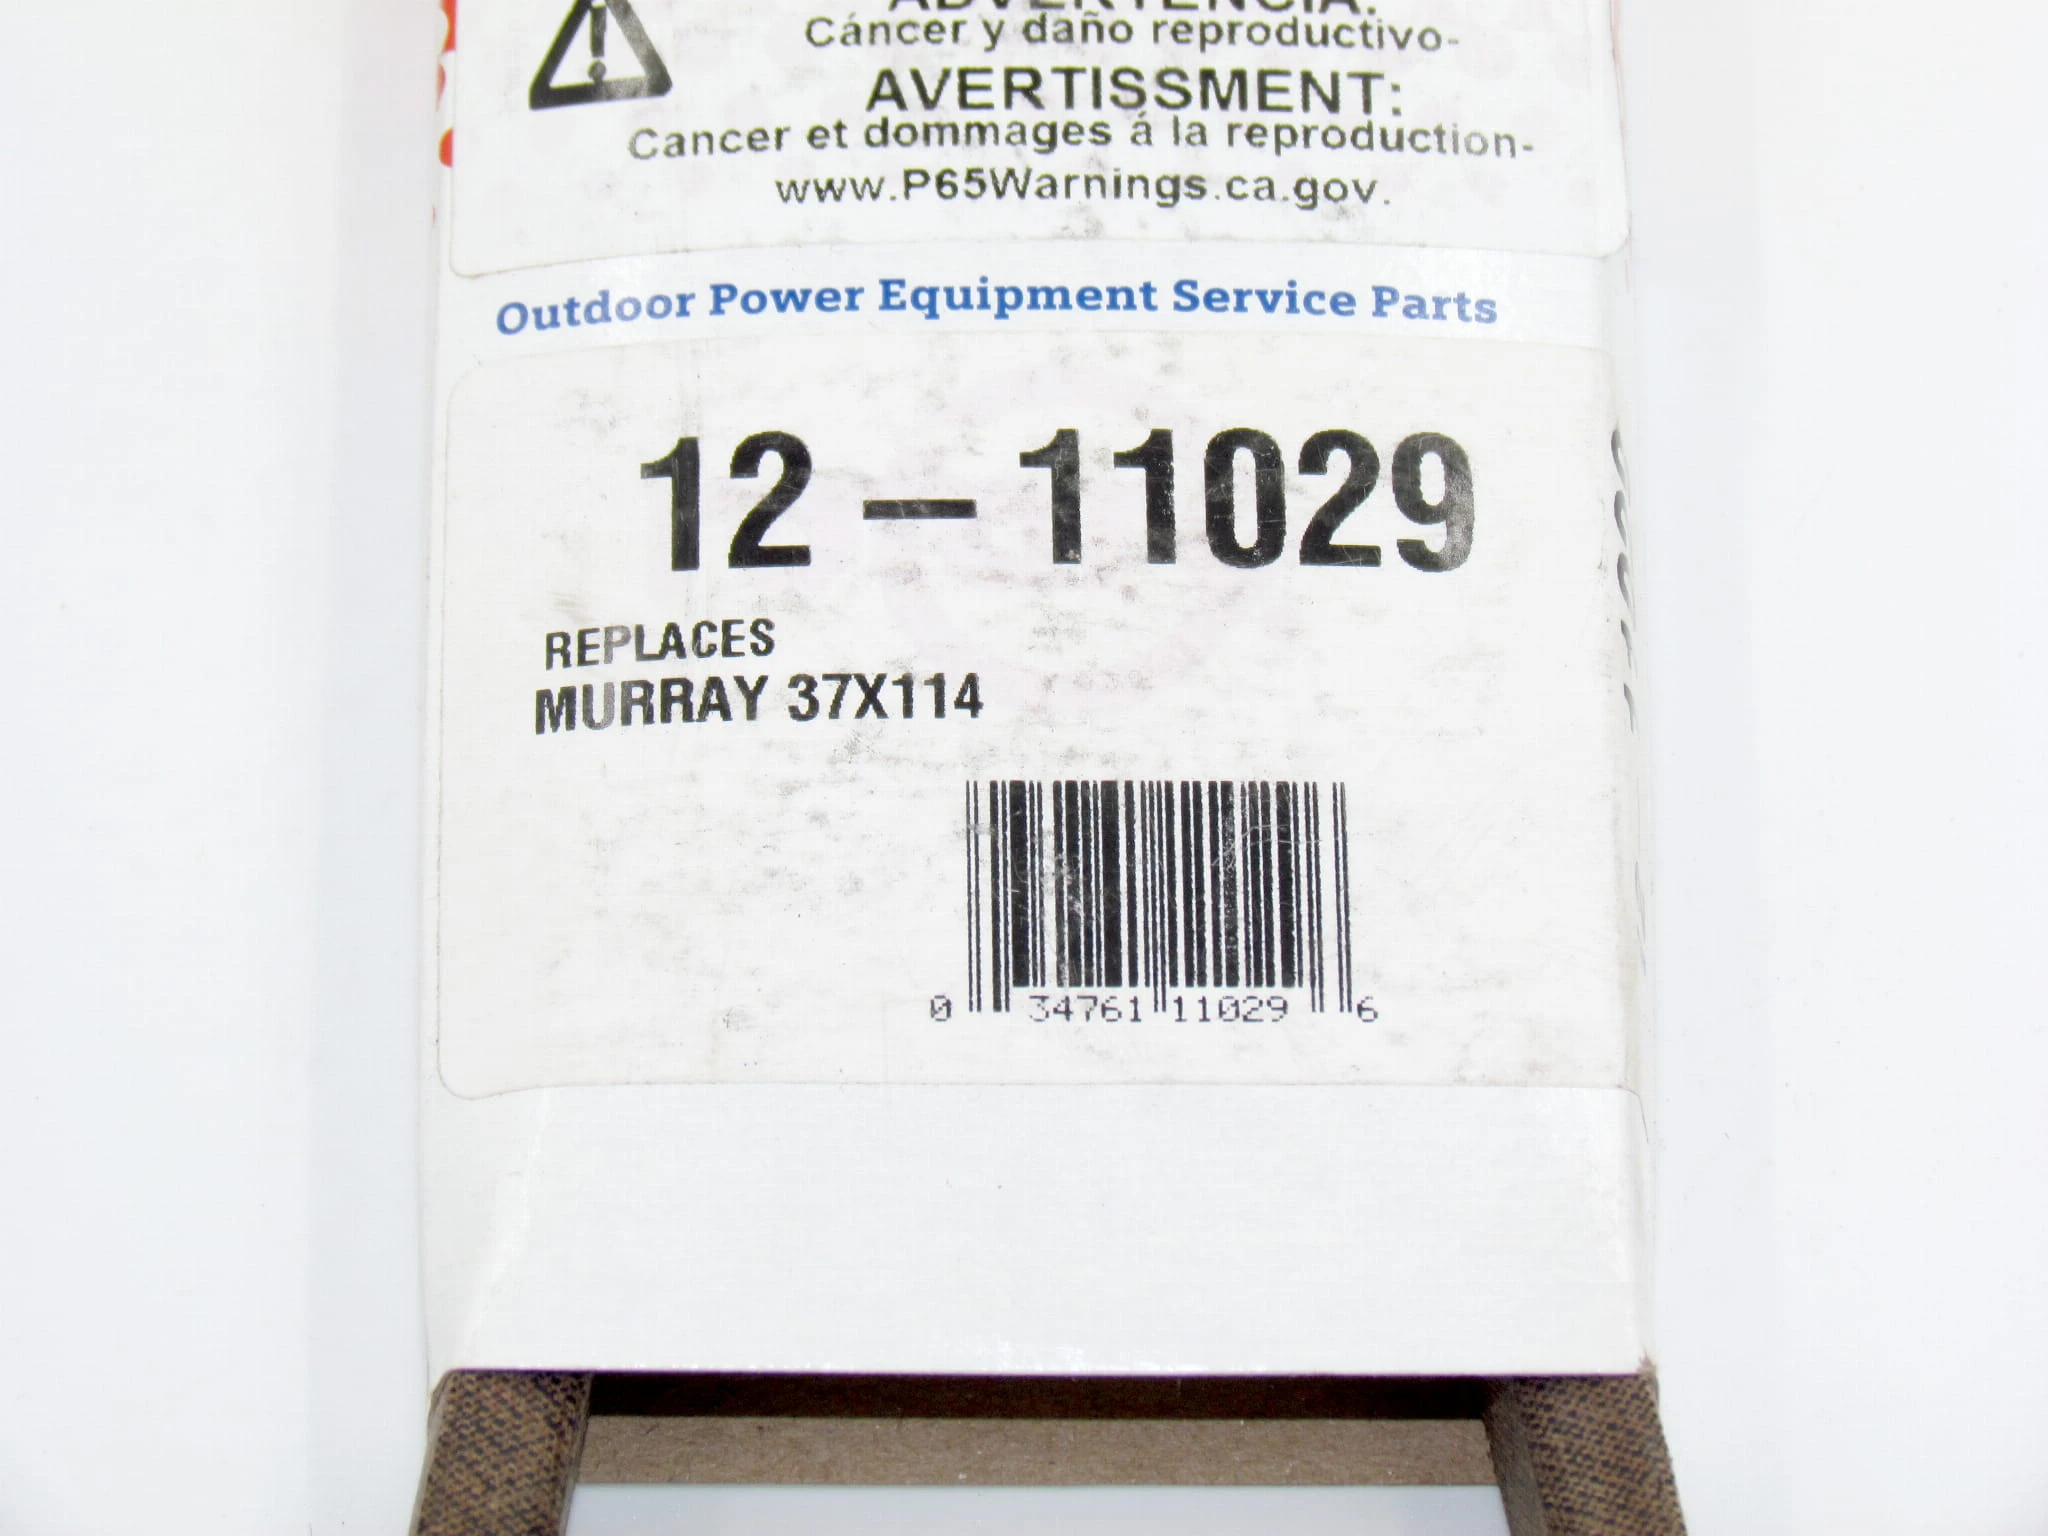 ADVERTENCIA:
Cáncer y daño reproductivo-
AVERTISSMENT:
Cancer et dommages á la reproduction-
www.P65Warnings.ca.gov.
Outdoor Power Equipment Service Parts
12-11029
REPLACES
MURRAY 37X114
0 34761 11029 6